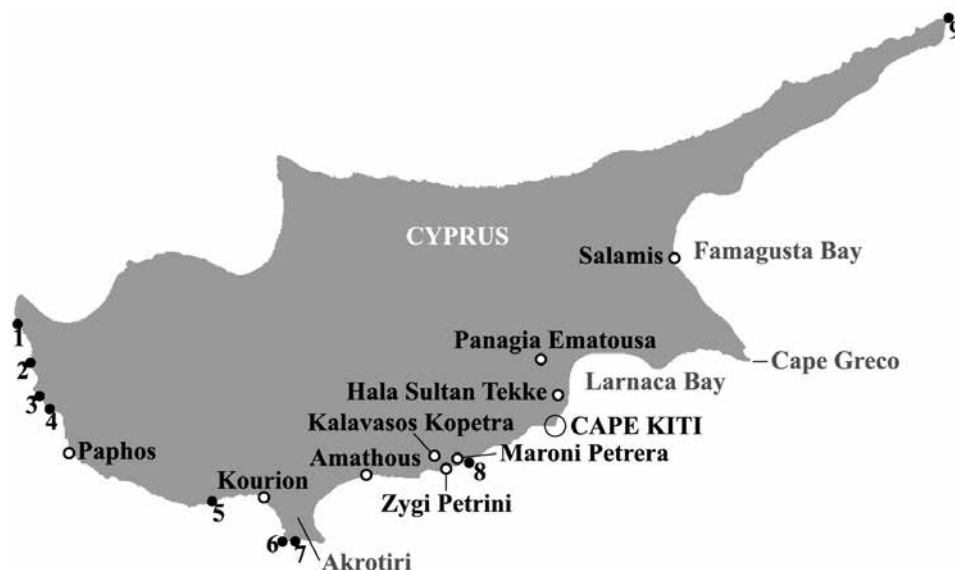 9
CYPRUS
Salamis
Famagusta Bay
1
Panagia Ematousa
Cape Greco
2
Larnaca Bay
Hala Sultan Tekke
3
4
Kalavasos Kopetra
CAPE KITI
Paphos
Amathous
Maroni Petrera
8
Kourion
Zygi Petrini
5
6
7
Akrotiri